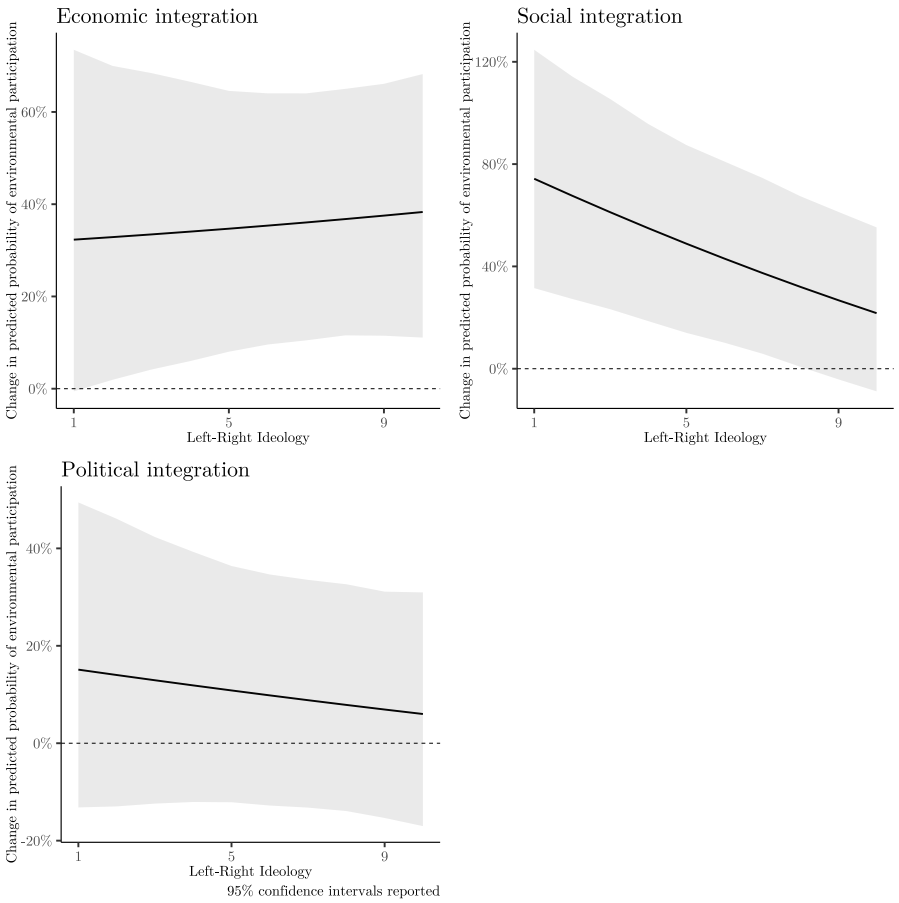 Economic integration
Change in predicted probability of environmental participation
60%
40%
20%
0%
1
5
9
Left-Right Ideology
Social integration
Change in predicted probability of environmental participation
120%
80%
40%
0%
1
5
9
Left-Right Ideology
Political integration
Change in predicted probability of environmental participation
40%
20%
0%
-20%
1
5
9
Left-Right Ideology
95% confidence intervals reported